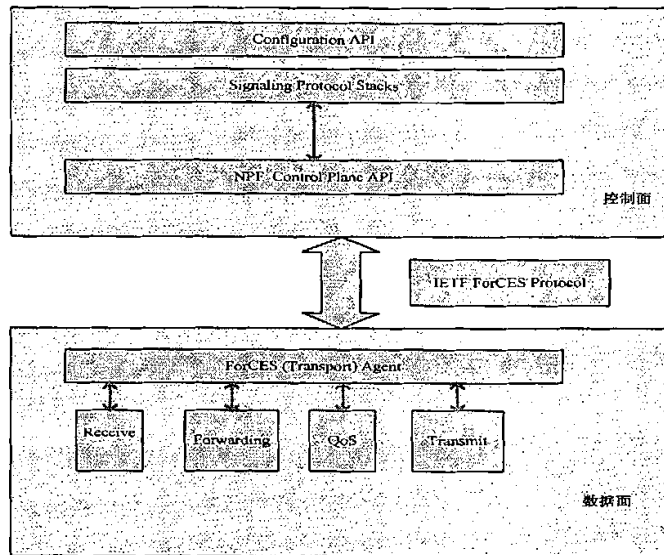 Configuration API
Signaling Protocol Stacks
NPF Control Plane API
控制面
IETF ForCES Protocol
ForCES (Transport) Agent
Receive
Forwarding
QoS
Transmit
数据面